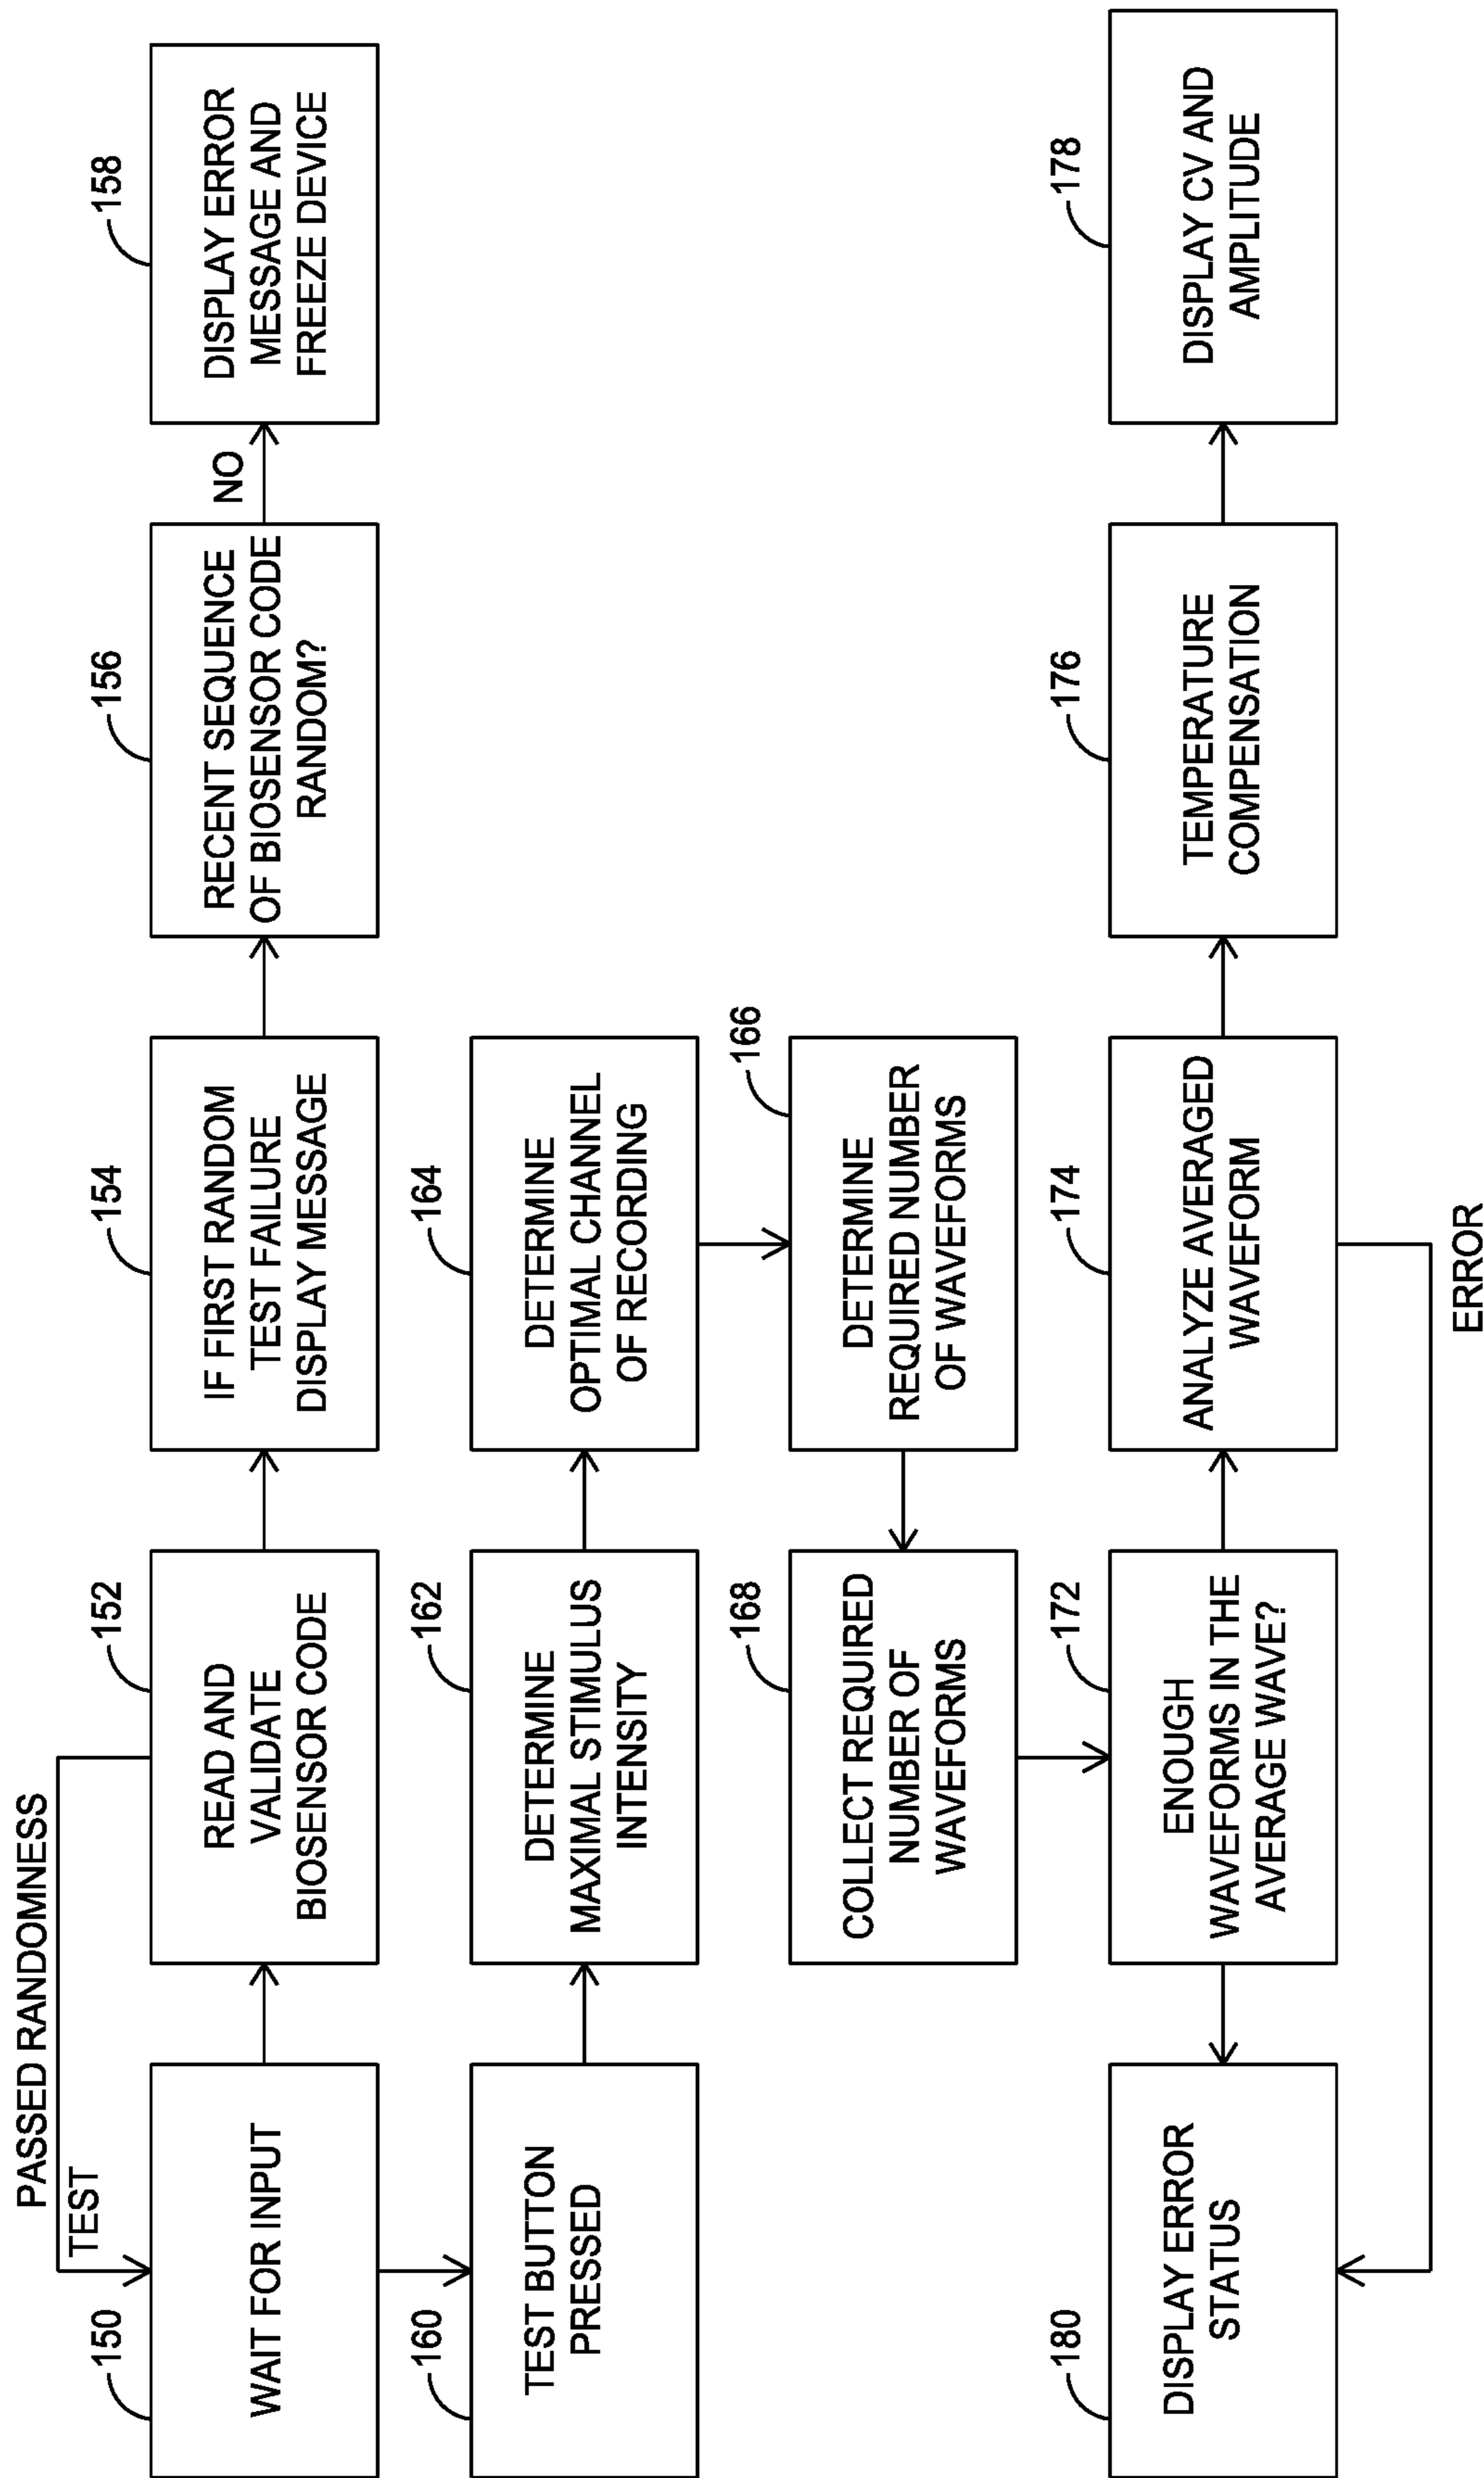 PASSED RANDOMNESS
TEST
150
WAIT FOR INPUT
152
READ AND
VALIDATE
BIOSENSOR CODE
154
IF FIRST RANDOM
TEST FAILURE
DISPLAY MESSAGE
156
RECENT SEQUENCE
OF BIOSENSOR CODE
RANDOM?
NO
158
DISPLAY ERROR
MESSAGE AND
FREEZE DEVICE
160
TEST BUTTON
PRESSED
162
DETERMINE
MAXIMAL STIMULUS
INTENSITY
164
DETERMINE
OPTIMAL CHANNEL
OF RECORDING
166
DETERMINE
REQUIRED NUMBER
OF WAVEFORMS
168
COLLECT REQUIRED
NUMBER OF
WAVEFORMS
180
DISPLAY ERROR
STATUS
172
ENOUGH
WAVEFORMS IN THE
AVERAGE WAVE?
174
ANALYZE AVERAGED
WAVEFORM
176
TEMPERATURE
COMPENSATION
178
DISPLAY CV AND
AMPLITUDE
ERROR